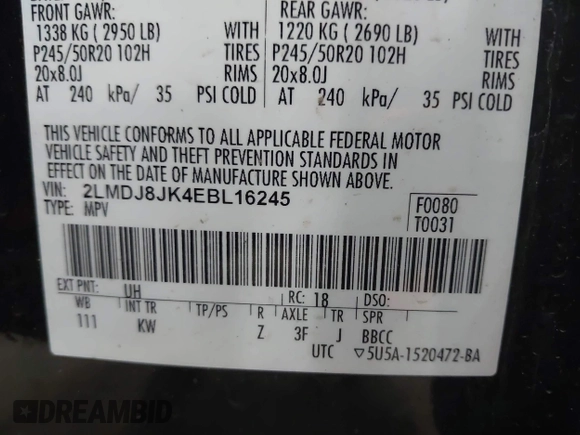 FRONT GAWR:
REAR GAWR:
1338 KG ( 2950 LB)
WITH
1220 KG ( 2690 LB)
WITH
P245/50R20 102H
TIRES
P245/50R20 102H
TIRES
20x8.0J
RIMS
20x8.0J
RIMS
AT 240 kPa/ 35 PSI COLD
AT 240 kPa/ 35 PSI COLD
THIS VEHICLE CONFORMS TO ALL APPLICABLE FEDERAL MOTOR
VEHICLE SAFETY AND THEFT PREVENTION STANDARDS IN
EFFECT ON THE DATE OF MANUFACTURE SHOWN ABOVE.
VIN: 2LMDJ8JK4EBL16245
TYPE: MPV
F0080
T0031
EXT PNT: UH
RC: 18 DSO:
WB
INT TR
TP/PS
R
AXLE
TR
SPR
111
KW
Z
3F
J
BBCC
UTC
▽5U5A-1520472-BA
DREAMBID